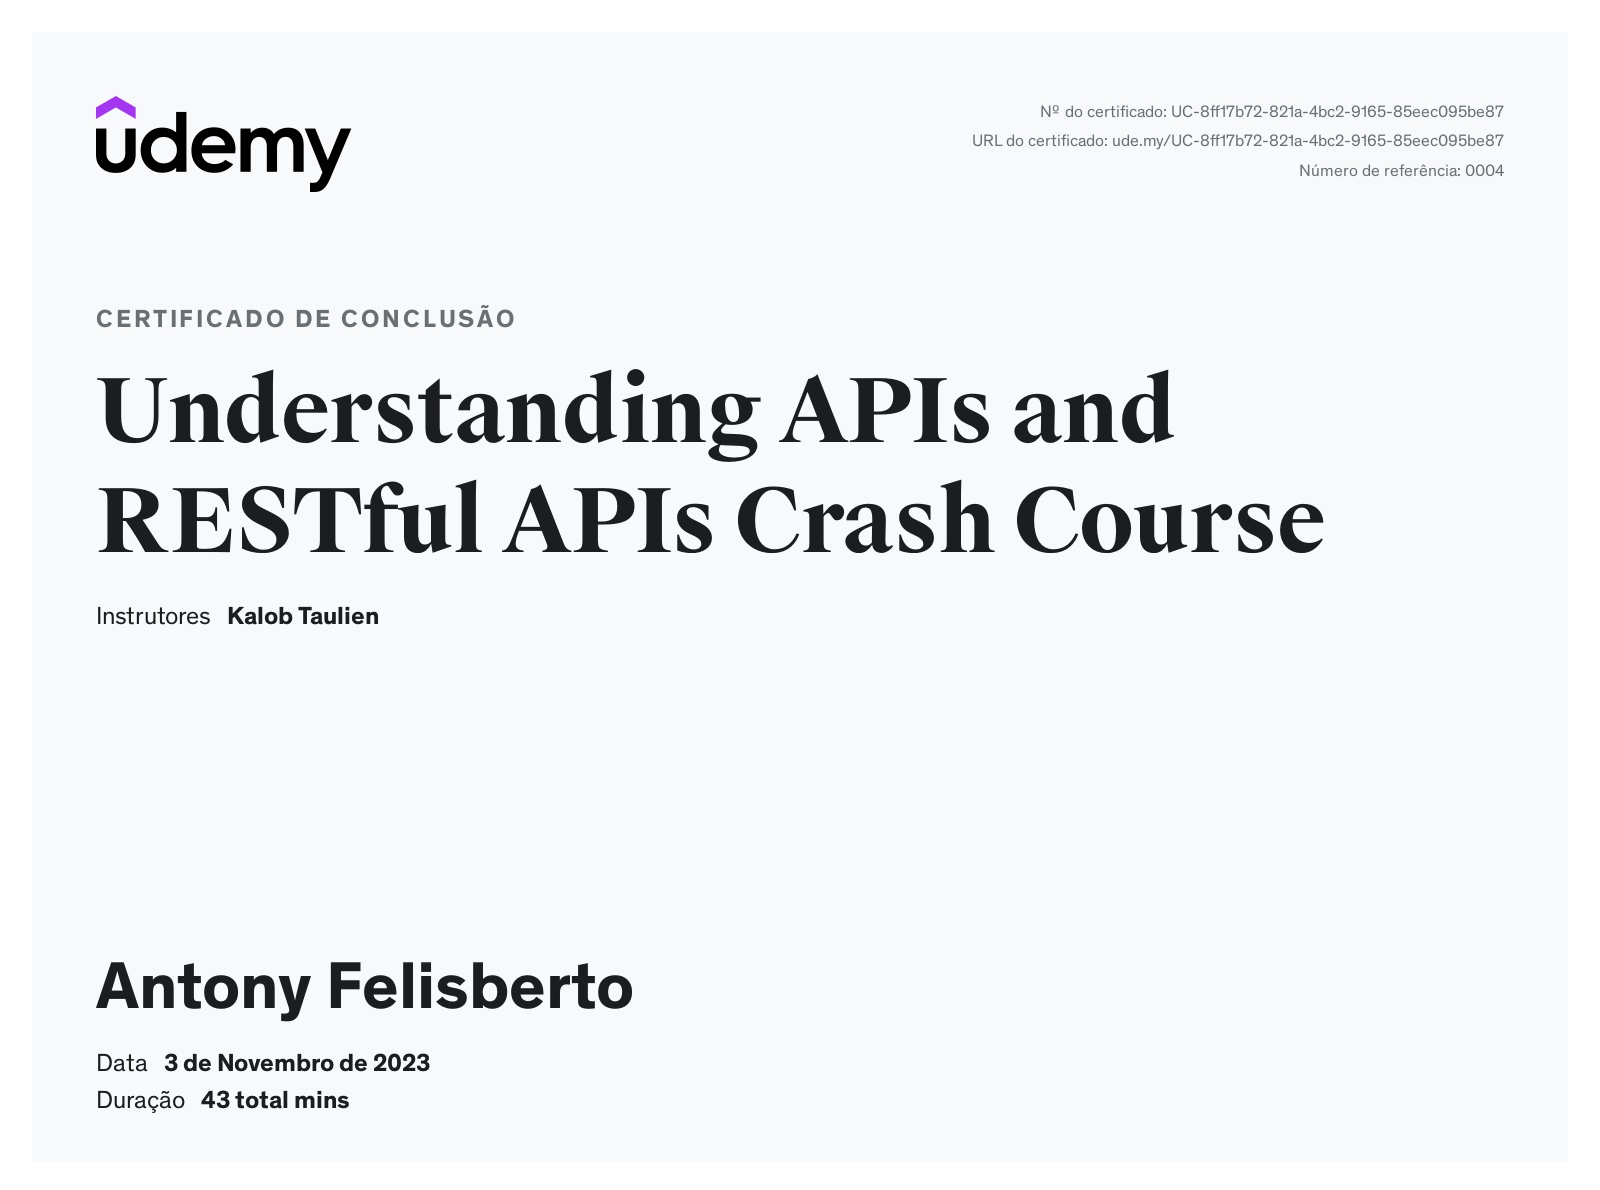 udemy
Nº do certificado: UC-8ff17b72-821a-4bc2-9165-85eec095be87
URL do certificado: ude.my/UC-8ff17b72-821a-4bc2-9165-85eec095be87
Número de referência: 0004
CERTIFICADO DE CONCLUSÃO
Understanding APIs and
RESTful APIs Crash Course
Instrutores Kalob Taulien
Antony Felisberto
Data 3 de Novembro de 2023
Duração 43 total mins